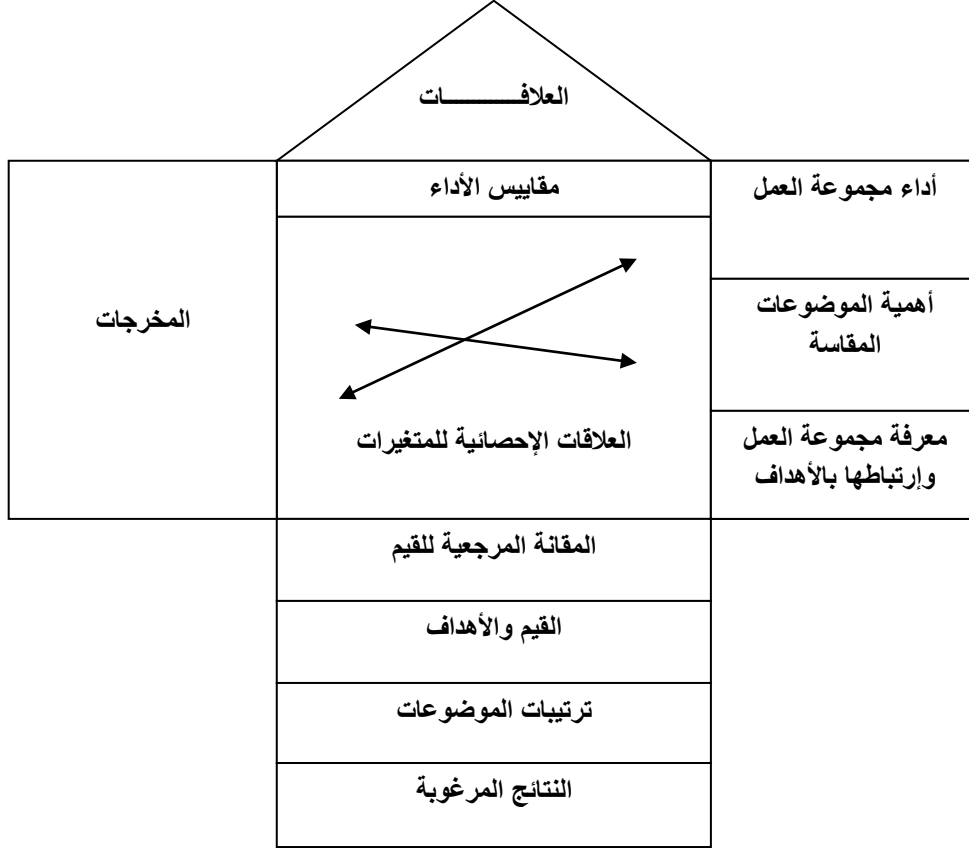 العلافـــــــــــات
مقاييس الأداء
أداء مجموعة العمل
أهمية الموضوعات
المقاسة
المخرجات
معرفة مجموعة العمل
وإرتباطها بالأهداف
العلاقات الإحصائية للمتغيرات
المقانة المرجعية للقيم
القيم والأهداف
ترتيبات الموضوعات
النتائج المرغوبة